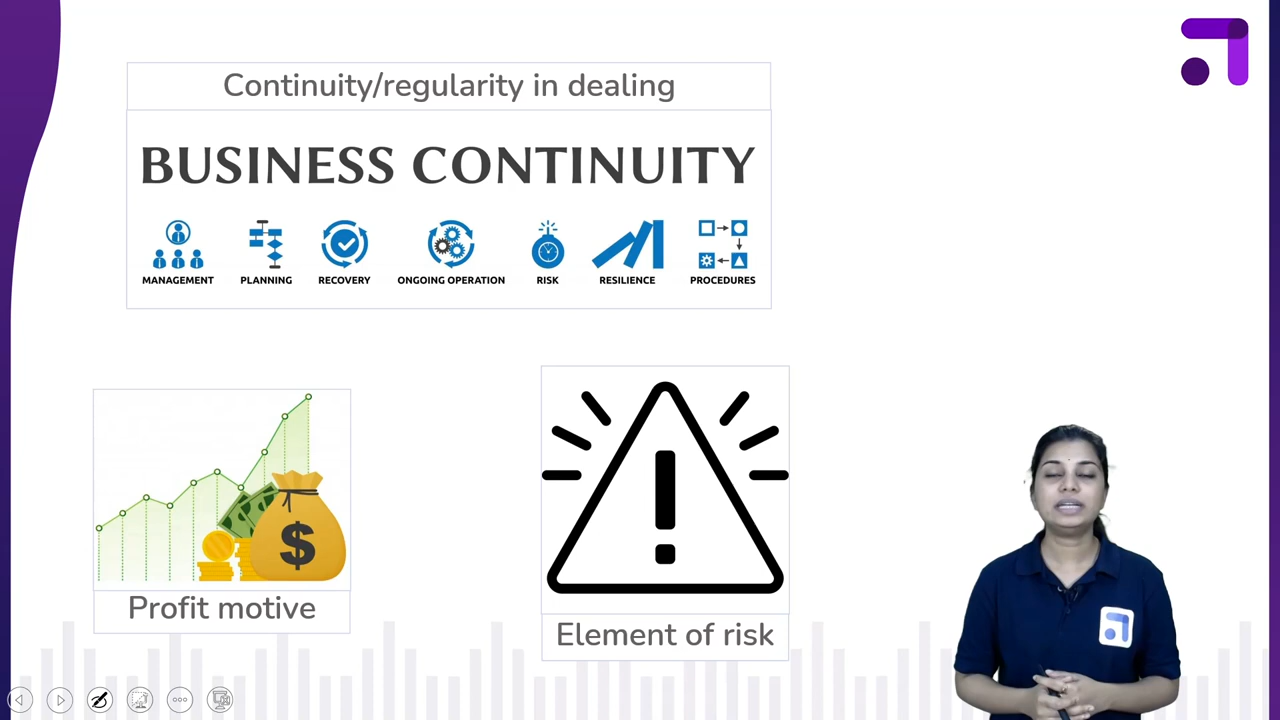 Continuity/regularity in dealing
BUSINESS CONTINUITY
MANAGEMENT PLANNING RECOVERY ONGOING OPERATION RISK RESILIENCE PROCEDURES
$
Profit motive
Element of risk